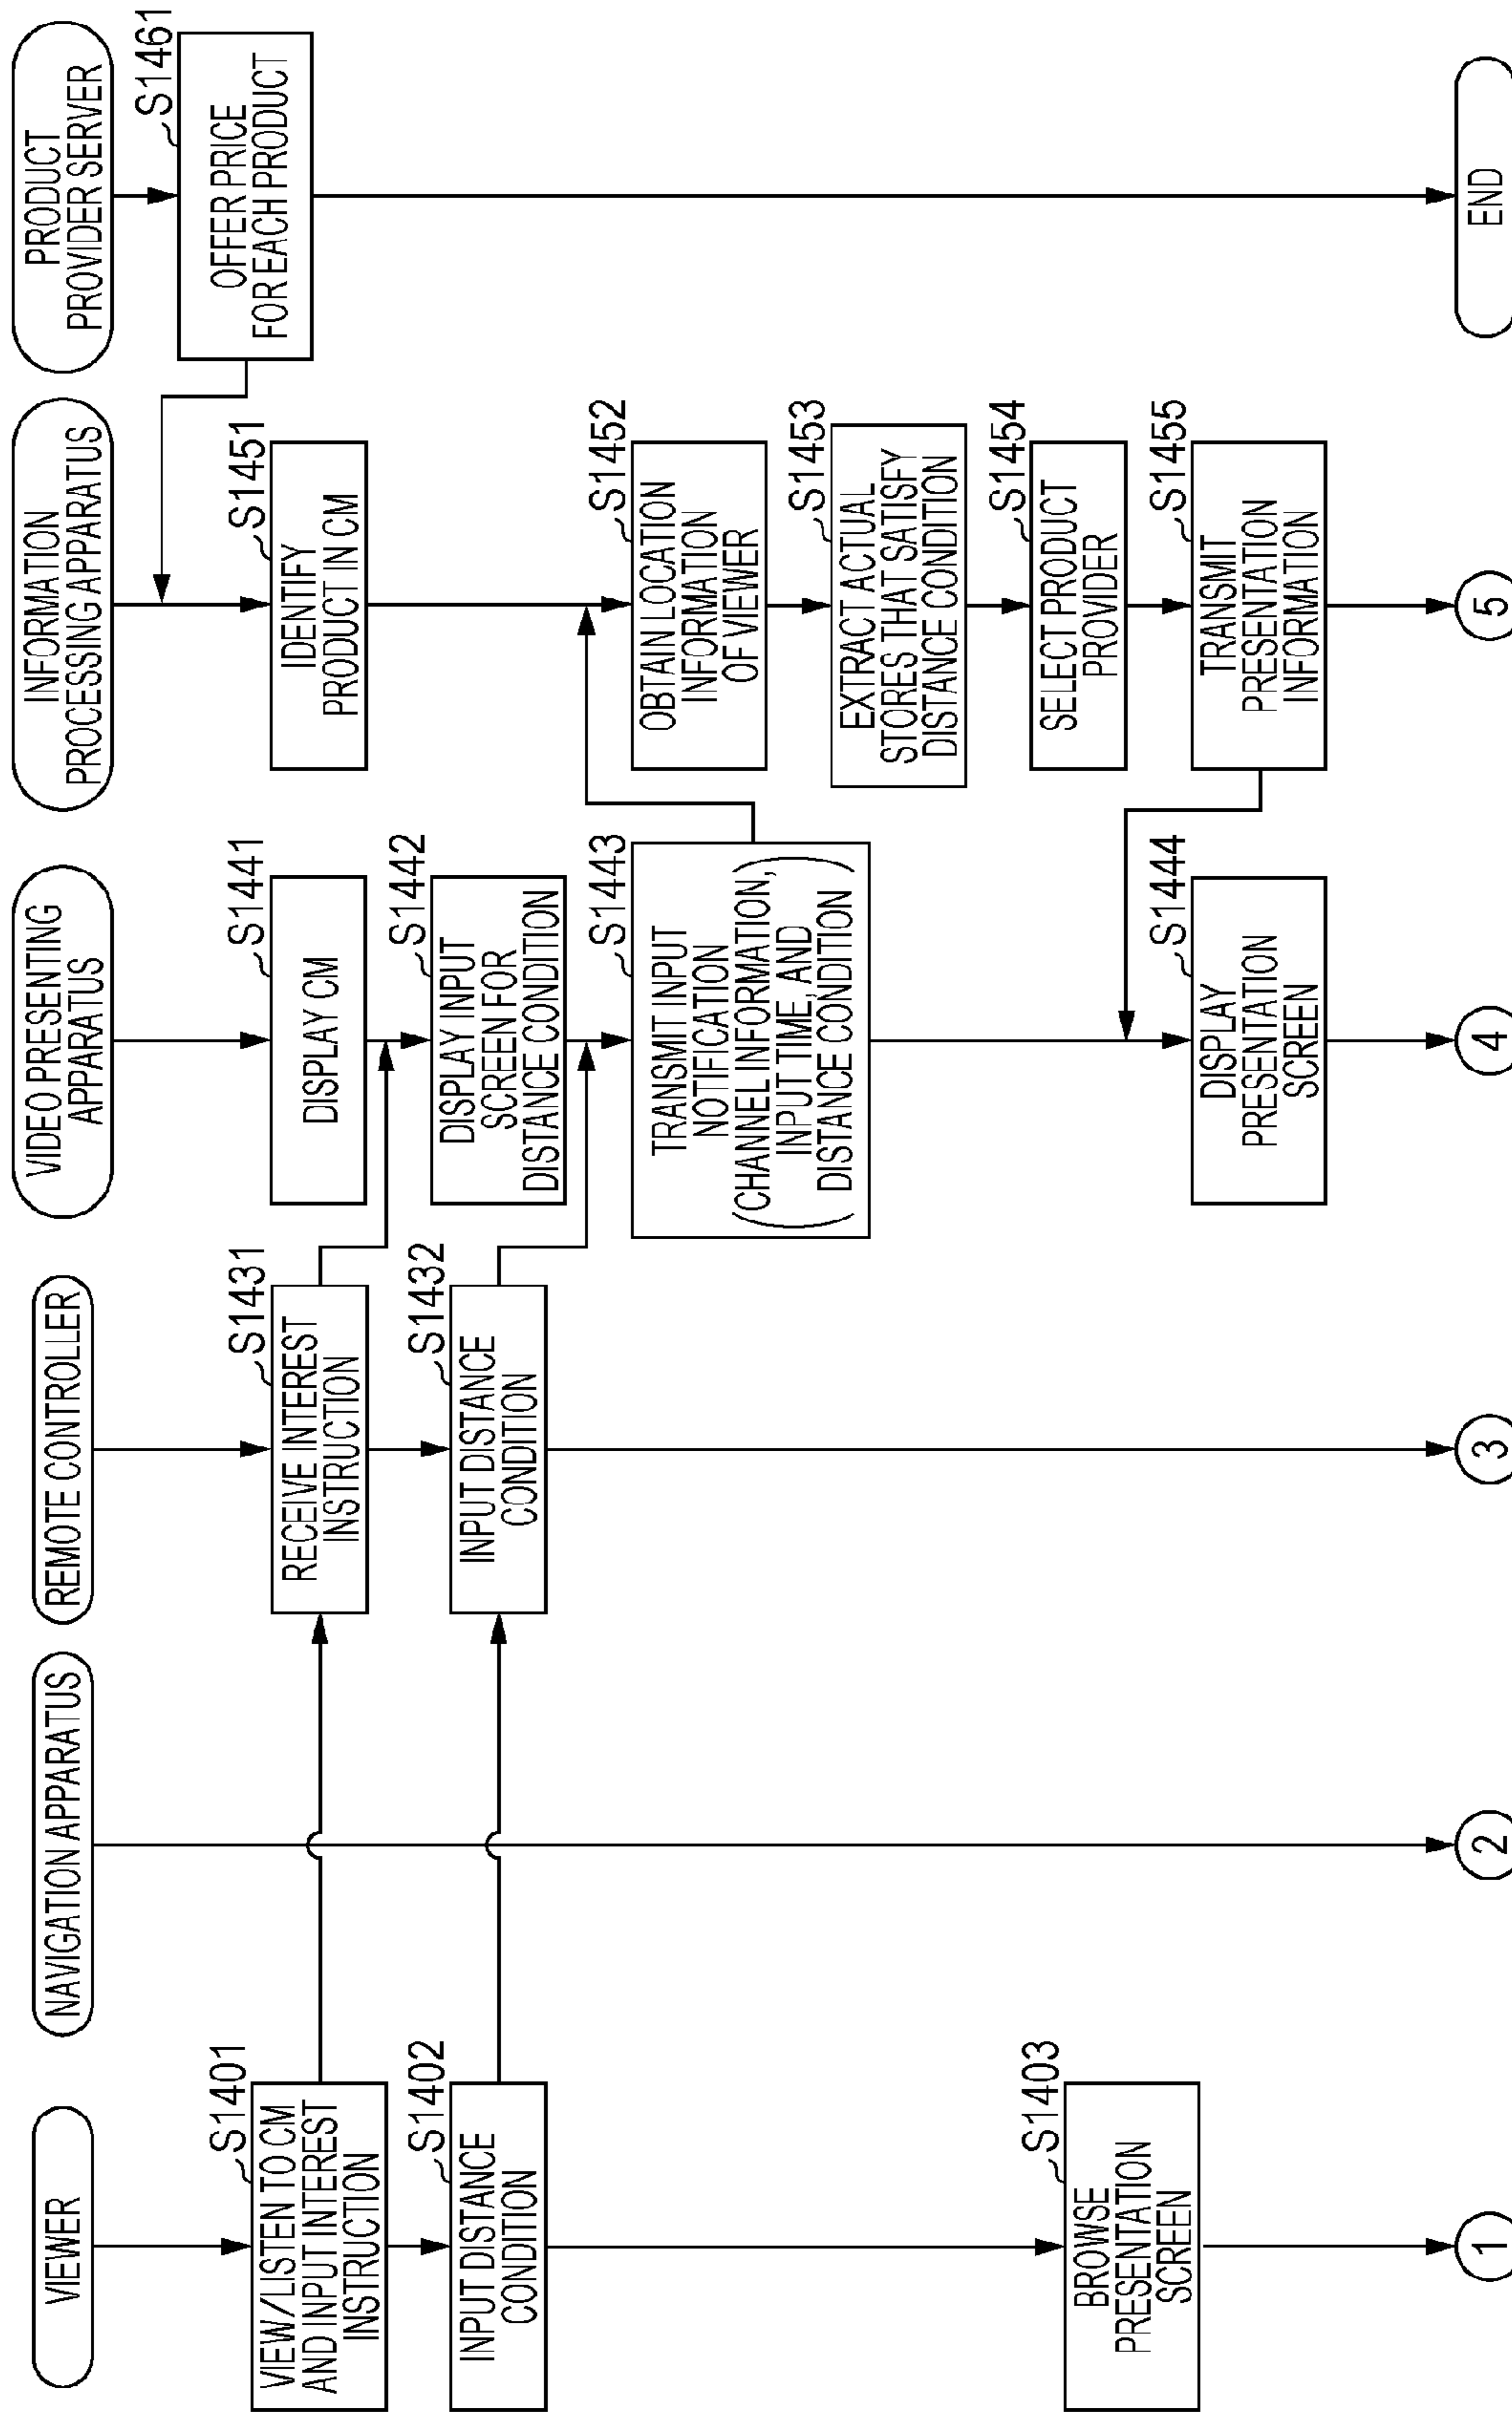 VIEWER
NAVIGATION APPARATUS
REMOTE CONTROLLER
VIDEO PRESENTING
APPARATUS
INFORMATION
PROCESSING APPARATUS
PRODUCT
PROVIDER SERVER
S1401
VIEW/LISTEN TO CM
AND INPUT INTEREST
INSTRUCTION
S1402
INPUT DISTANCE
CONDITION
S1403
BROWSE
PRESENTATION
SCREEN
1
2
S1431
RECEIVE INTEREST
INSTRUCTION
S1432
INPUT DISTANCE
CONDITION
3
S1441
DISPLAY CM
S1442
DISPLAY INPUT
SCREEN FOR
DISTANCE CONDITION
S1443
TRANSMIT INPUT
NOTIFICATION
(CHANNEL INFORMATION,
INPUT TIME, AND
DISTANCE CONDITION)
S1444
DISPLAY
PRESENTATION
SCREEN
4
S1451
IDENTIFY
PRODUCT IN CM
S1452
OBTAIN LOCATION
INFORMATION
OF VIEWER
S1453
EXTRACT ACTUAL
STORES THAT SATISFY
DISTANCE CONDITION
S1454
SELECT PRODUCT
PROVIDER
S1455
TRANSMIT
PRESENTATION
INFORMATION
5
S1461
OFFER PRICE
FOR EACH PRODUCT
END